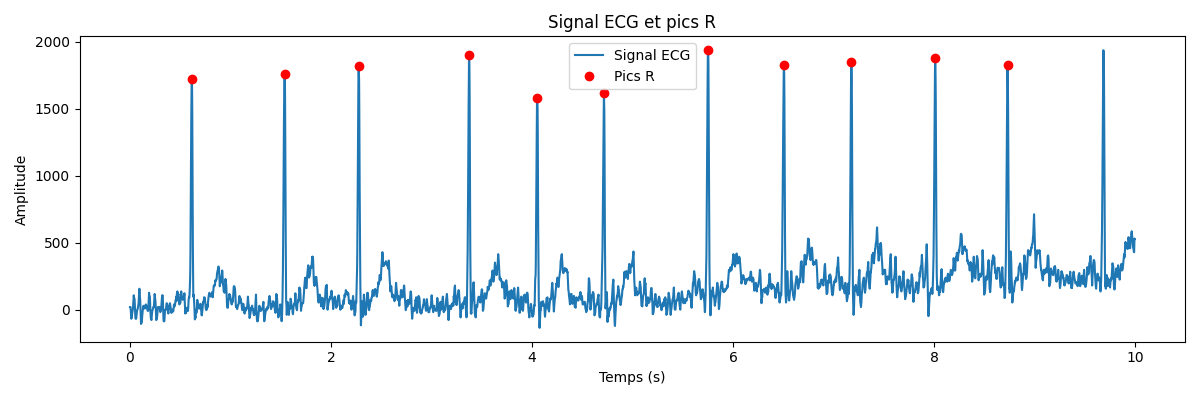 Signal ECG et pics R
2000
1500
1000
500
0
Amplitude
Signal ECG
Pics R
0 2 4 6 8 10
Temps (s)